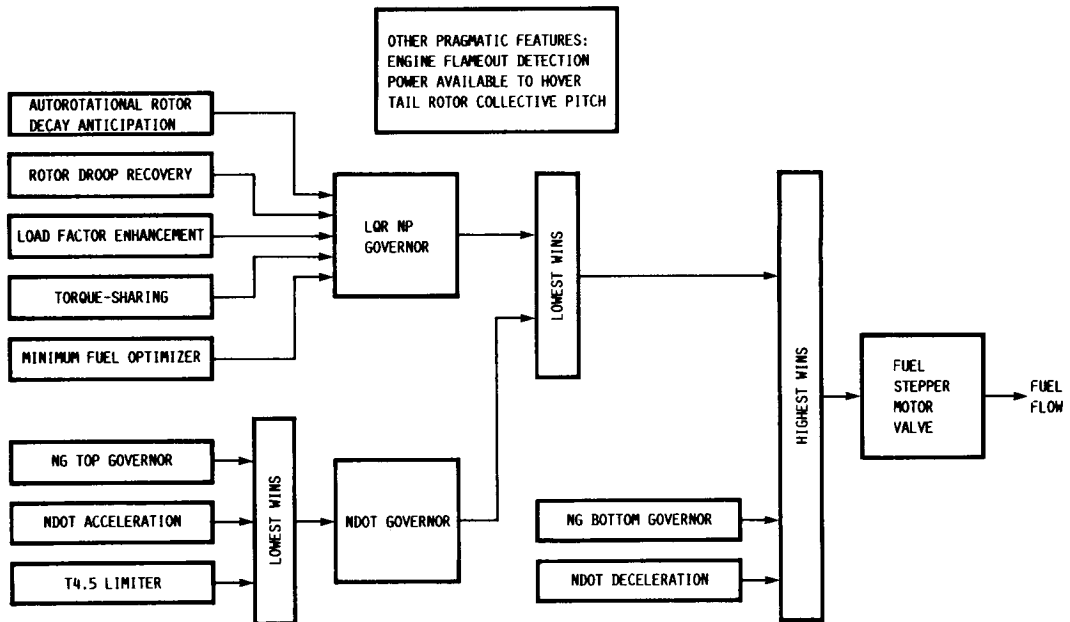 OTHER PRAGMATIC FEATURES:
ENGINE FLAMEOUT DETECTION
POWER AVAILABLE TO HOVER
TAIL ROTOR COLLECTIVE PITCH
AUTOROTATIONAL ROTOR
DECAY ANTICIPATION
ROTOR DROOP RECOVERY
LOAD FACTOR ENHANCEMENT
TORQUE-SHARING
MINIMUM FUEL OPTIMIZER
LQR NP
GOVERNOR
LOWEST WINS
NG TOP GOVERNOR
NDOT ACCELERATION
T4.5 LIMITER
LOWEST WINS
NDOT GOVERNOR
NG BOTTOM GOVERNOR
NDOT DECELERATION
HIGHEST WINS
FUEL
STEPPER
MOTOR
VALVE
FUEL
FLOW